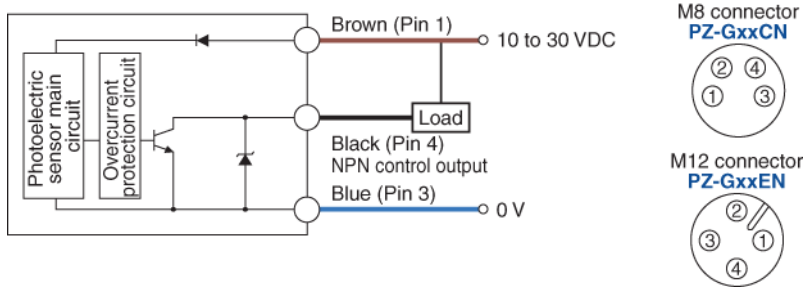 Brown (Pin 1)
10 to 30 VDC
Photoelectric
sensor main
circuit
Overcurrent
protection circuit
Load
Black (Pin 4)
NPN control output
Blue (Pin 3)
0 V
M8 connector
PZ-GxxCN
2 4
1 3
M12 connector
PZ-GxxEN
2
3 1
4